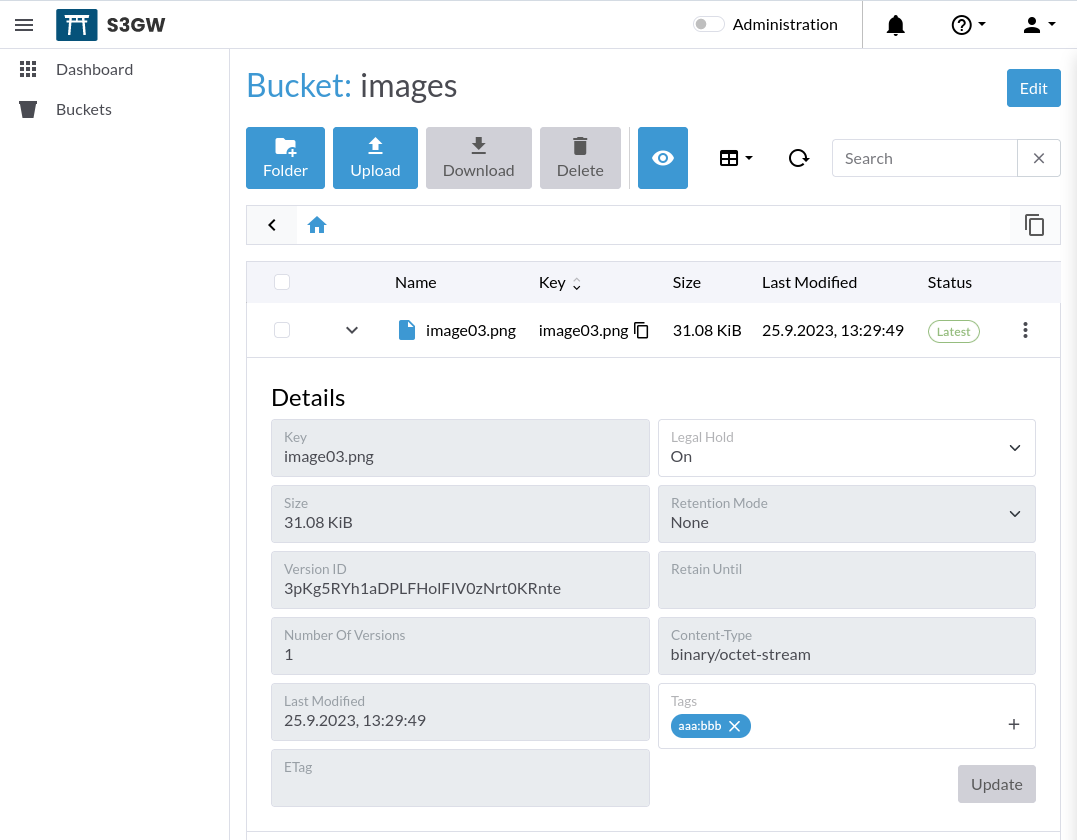 S3GW
Administration
Dashboard
Buckets
Bucket: images
Edit
Folder
Upload
Download
Delete
Search
Name
Key
Size
Last Modified
Status
image03.png
image03.png
31.08 KiB
25.9.2023, 13:29:49
Latest
Details
Key
image03.png
Legal Hold
On
Size
31.08 KiB
Retention Mode
None
Version ID
3pKg5RYh1aDPLFHolFIV0zNrt0KRnte
Retain Until
Number Of Versions
1
Content-Type
binary/octet-stream
Last Modified
25.9.2023, 13:29:49
Tags
aaa:bbb
ETag
Update